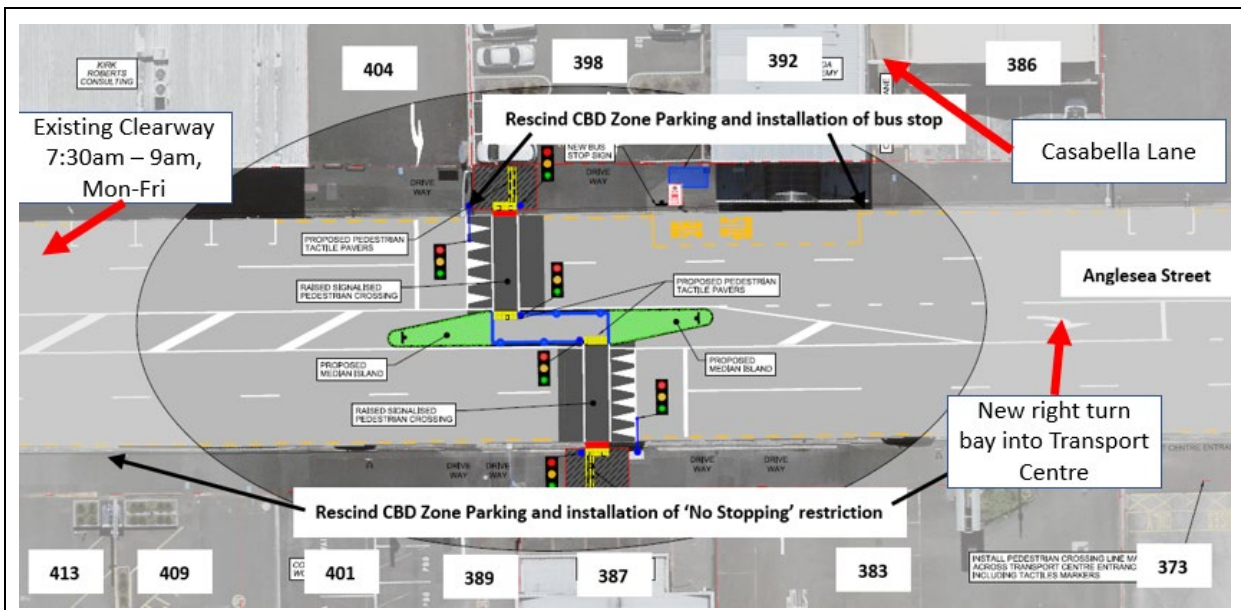 KIRK
ROBERTS
CONSULTING
404
398
392
386
Existing Clearway
7:30am – 9am,
Mon-Fri
Rescind CBD Zone Parking and installation of bus stop
Casabella Lane
NEW BUS
STOP SIGN
DRIVE
WAY
DRIVE
WAY
PROPOSED PEDESTRIAN
TACTILE PAVERS
RAISED SIGNALISED
PEDESTRIAN CROSSING
PROPOSED PEDESTRIAN
TACTILE PAVERS
Anglesea Street
PROPOSED
MEDIAN ISLAND
PROPOSED
MEDIAN ISLAND
RAISED SIGNALISED
PEDESTRIAN CROSSING
New right turn
bay into Transport
Centre
DRIVE
WAY
DRIVE
WAY
DRIVE
WAY
DRIVE
WAY
Rescind CBD Zone Parking and installation of 'No Stopping' restriction
413
409
401
389
387
383
373
INSTALL PEDESTRIAN CROSSING LINE MA
ACROSS TRANSPORT CENTRE ENTRANC
INCLUDING TACTILES MARKERS